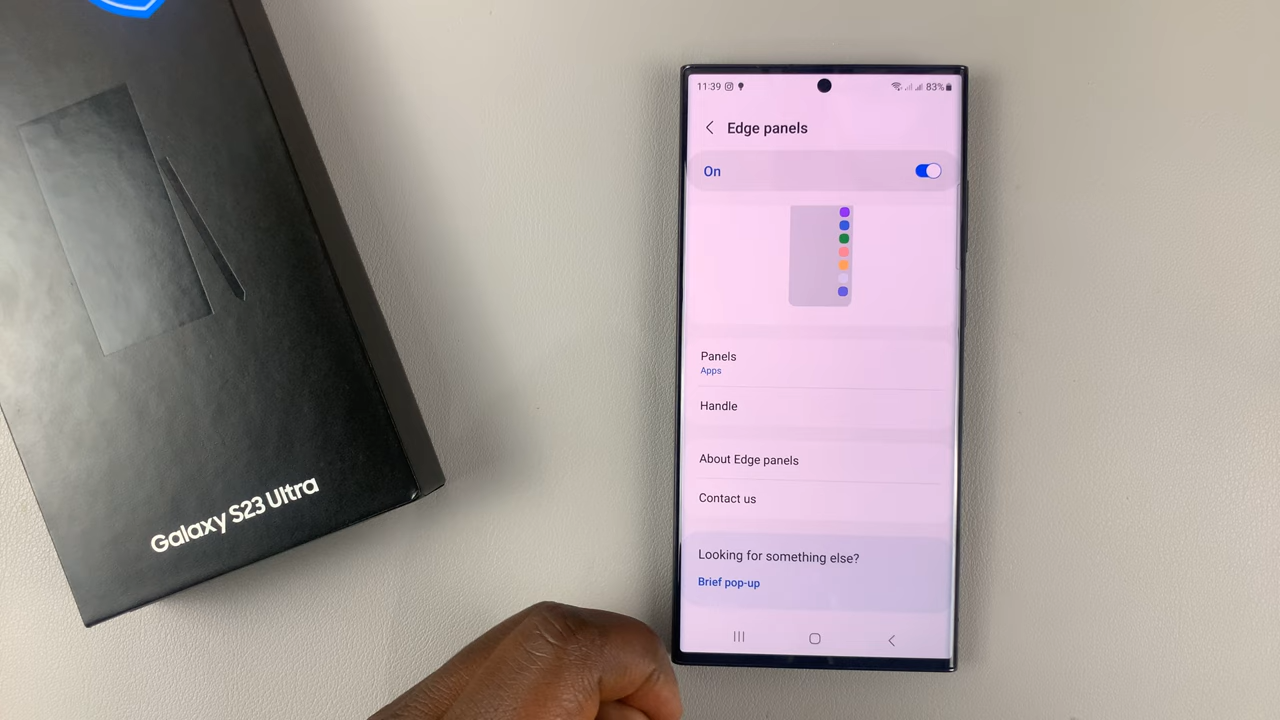 Galaxy S23 Ultra
11:39
83%
Edge panels
On
Panels
Apps
Handle
About Edge panels
Contact us
Looking for something else?
Brief pop-up